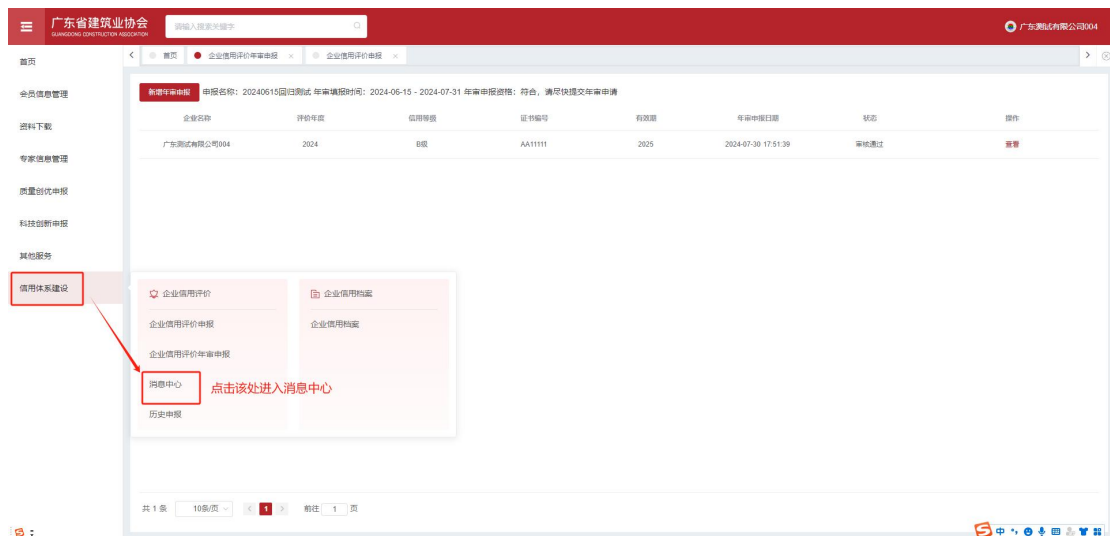 广东省建筑业协会
GUANGDONG CONSTRUCTION ASSOCIATION
请输入搜索关键字
广东测试有限公司004
首页
企业信用评价年审申报 ×
企业信用评价申报 ×
首页
会员信息管理
资料下载
专家信息管理
质量创优申报
科技创新申报
其他服务
信用体系建设
新增年审申报 申报名称：20240615回归测试 年审填报时间：2024-06-15 - 2024-07-31 年审申报资格：符合，请尽快提交年审申请
企业名称 评价年度 信用等级 证书编号 有效期 年审申报日期 状态 操作
广东测试有限公司004 2024 B级 AA11111 2025 2024-07-30 17:51:39 审核通过 查看
企业信用评价
企业信用评价申报
企业信用评价年审申报
消息中心
历史申报
企业信用档案
企业信用档案
点击该处进入消息中心
共 1 条 10条/页 1 前往 1 页
中